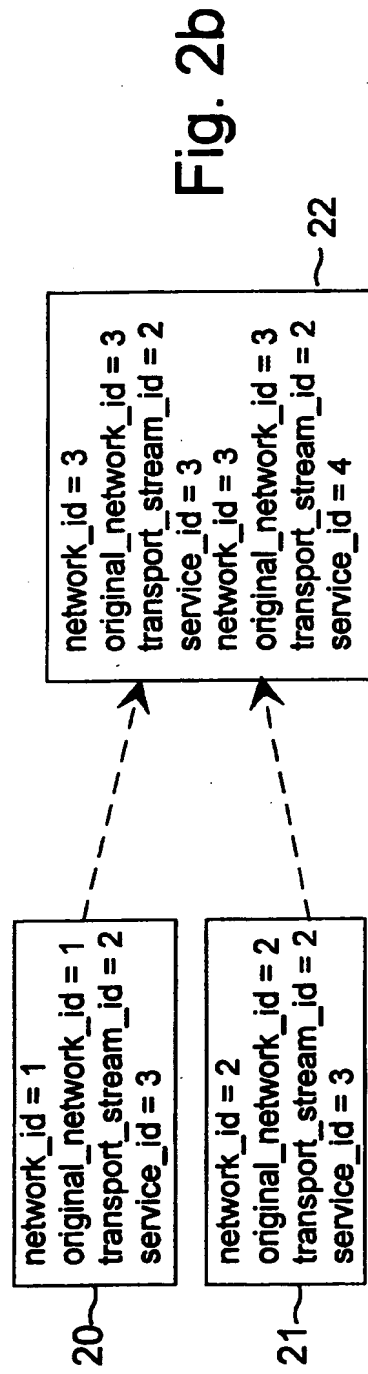 20
network_id = 1
original_network_id = 1
transport_stream_id = 2
service_id = 3
21
network_id = 2
original_network_id = 2
transport_stream_id = 2
service_id = 3
network_id = 3
original_network_id = 3
transport_stream_id = 2
service_id = 3
network_id = 3
original_network_id = 3
transport_stream_id = 2
service_id = 4
22
Fig. 2b